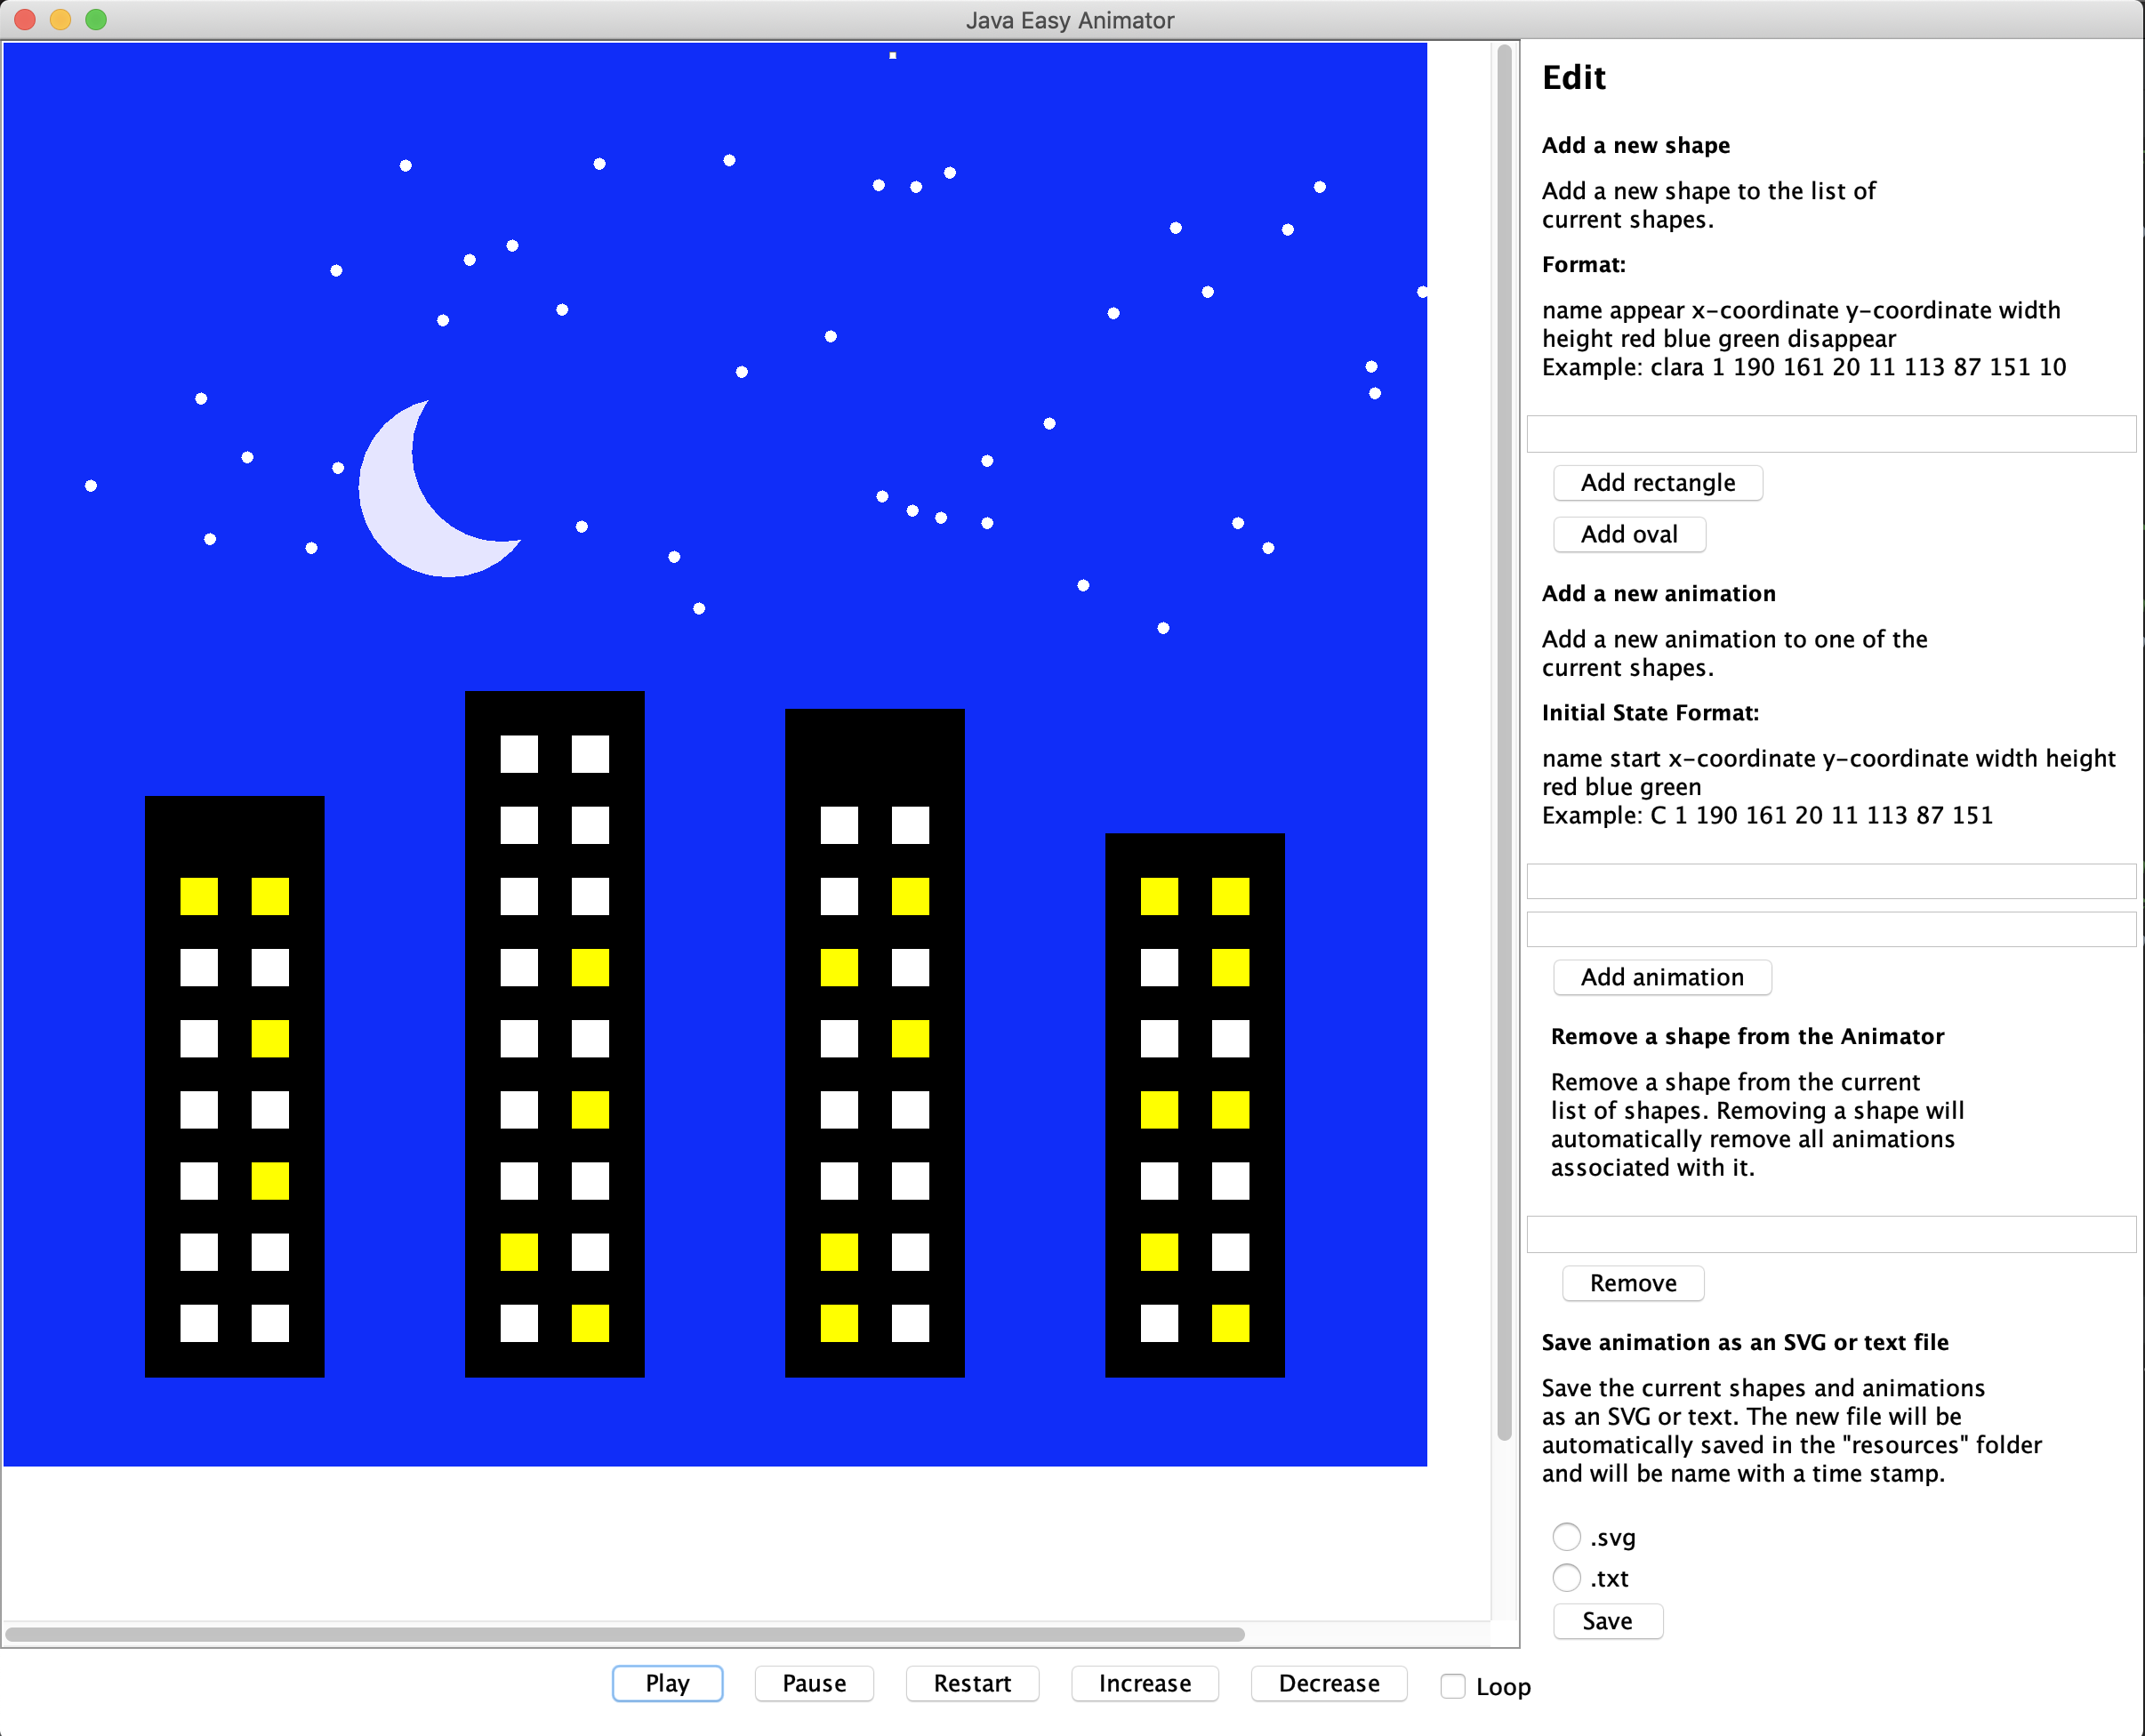 Java Easy Animator
Edit
Add a new shape
Add a new shape to the list of
current shapes.
Format:
name appear x-coordinate y-coordinate width
height red blue green disappear
Example: clara 1 190 161 20 11 113 87 151 10
Add rectangle
Add oval
Add a new animation
Add a new animation to one of the
current shapes.
Initial State Format:
name start x-coordinate y-coordinate width height
red blue green
Example: C 1 190 161 20 11 113 87 151
Add animation
Remove a shape from the Animator
Remove a shape from the current
list of shapes. Removing a shape will
automatically remove all animations
associated with it.
Remove
Save animation as an SVG or text file
Save the current shapes and animations
as an SVG or text. The new file will be
automatically saved in the "resources" folder
and will be name with a time stamp.
.svg
.txt
Save
Play Pause Restart Increase Decrease Loop